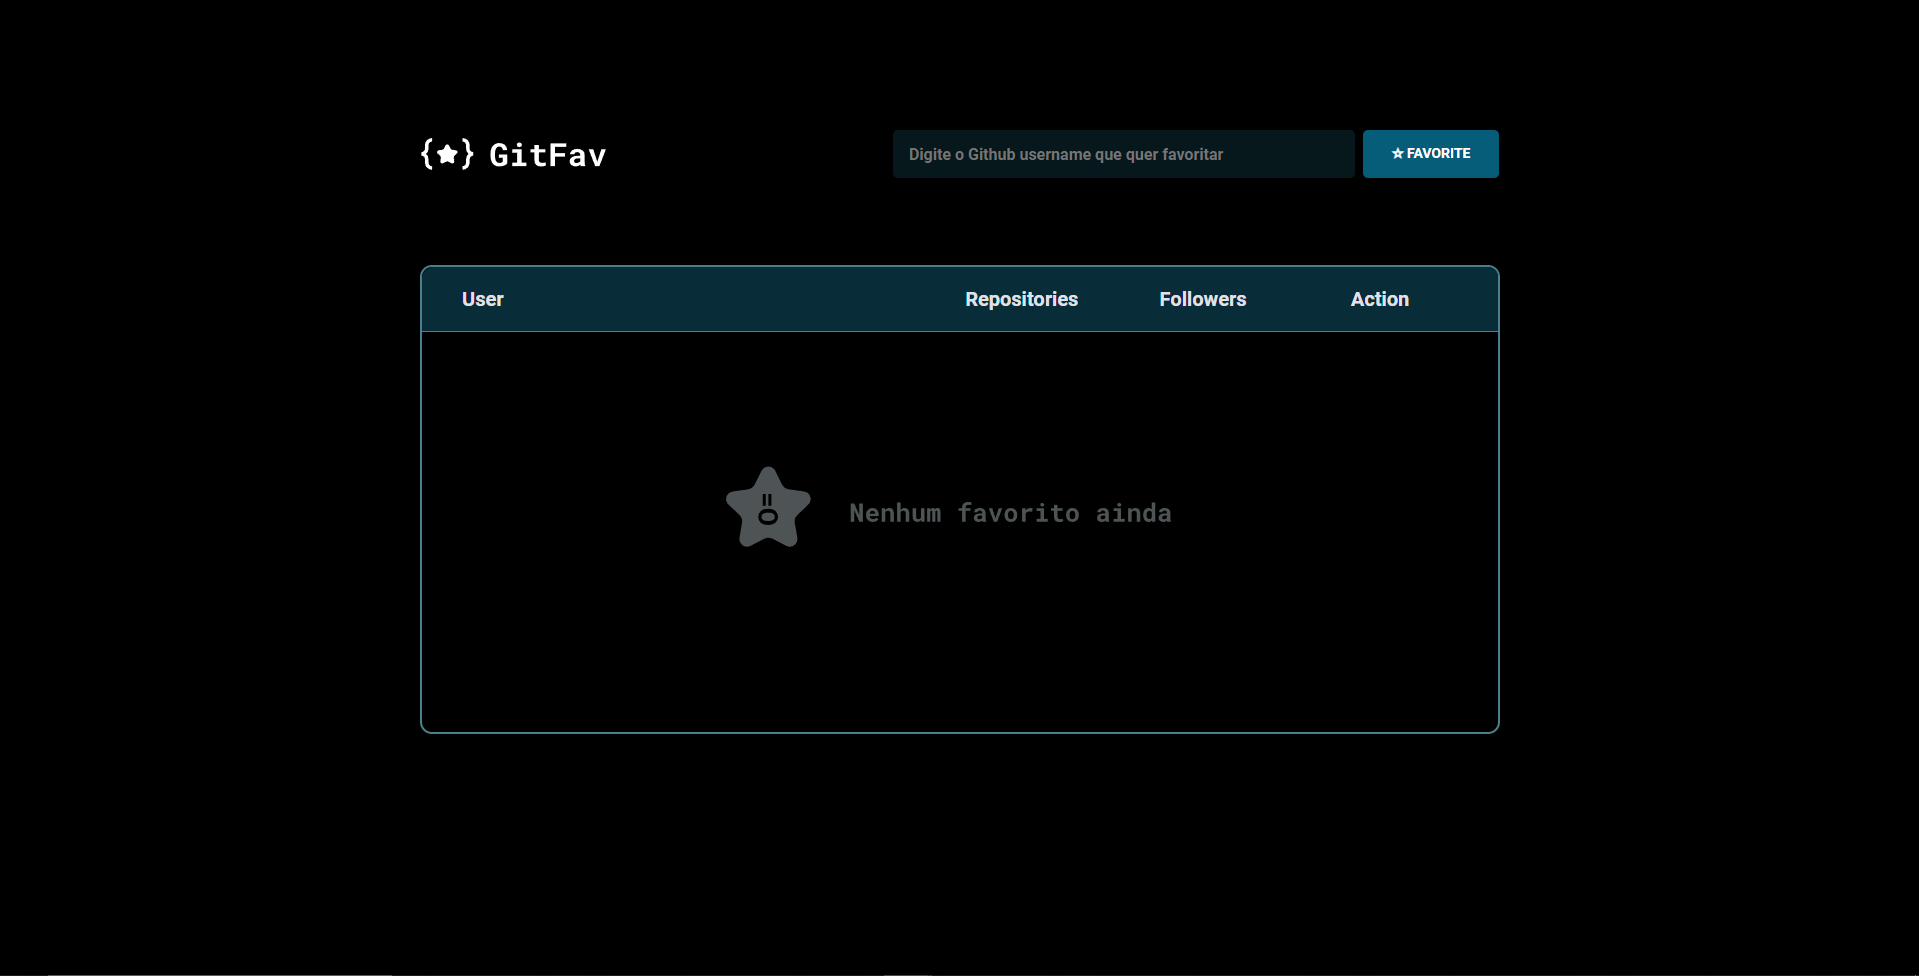 GitFav
Digite o Github username que quer favoritar
☆ FAVORITE
User Repositories Followers Action
Nenhum favorito ainda